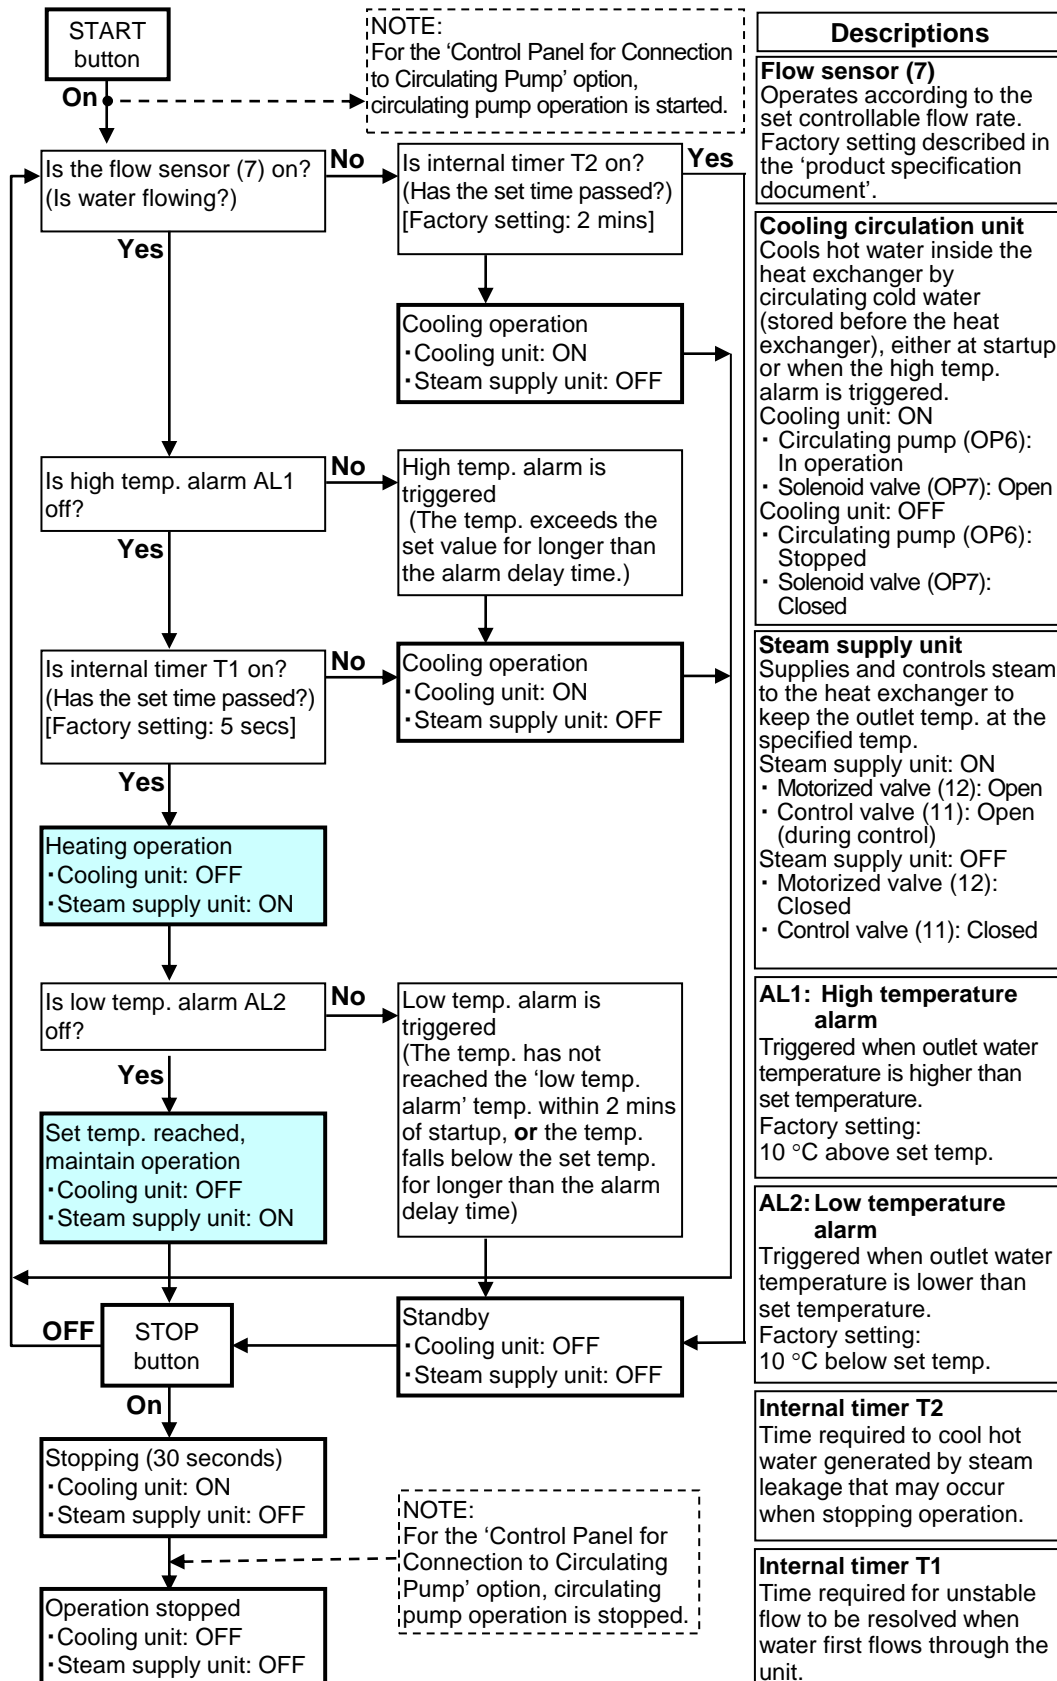 START
button
On
NOTE:
For the ‘Control Panel for Connection
to Circulating Pump’ option,
circulating pump operation is started.
Is the flow sensor (7) on?
(Is water flowing?)
No
Is internal timer T2 on?
(Has the set time passed?)
[Factory setting: 2 mins]
Yes
Yes
Cooling operation
・Cooling unit: ON
・Steam supply unit: OFF
Is high temp. alarm AL1
off?
No
High temp. alarm is
triggered
(The temp. exceeds the
set value for longer than
the alarm delay time.)
Yes
Is internal timer T1 on?
(Has the set time passed?)
[Factory setting: 5 secs]
No
Cooling operation
・Cooling unit: ON
・Steam supply unit: OFF
Yes
Heating operation
・Cooling unit: OFF
・Steam supply unit: ON
Is low temp. alarm AL2
off?
No
Low temp. alarm is
triggered
(The temp. has not
reached the ‘low temp.
alarm’ temp. within 2 mins
of startup, or the temp.
falls below the set temp.
for longer than the alarm
delay time)
Yes
Set temp. reached,
maintain operation
・Cooling unit: OFF
・Steam supply unit: ON
OFF
STOP
button
Standby
・Cooling unit: OFF
・Steam supply unit: OFF
On
Stopping (30 seconds)
・Cooling unit: ON
・Steam supply unit: OFF
NOTE:
For the ‘Control Panel for
Connection to Circulating
Pump’ option, circulating
pump operation is stopped.
Operation stopped
・Cooling unit: OFF
・Steam supply unit: OFF
Descriptions
Flow sensor (7)
Operates according to the
set controllable flow rate.
Factory setting described in
the ‘product specification
document’.
Cooling circulation unit
Cools hot water inside the
heat exchanger by
circulating cold water
(stored before the heat
exchanger), either at startup
or when the high temp.
alarm is triggered.
Cooling unit: ON
・ Circulating pump (OP6):
In operation
・ Solenoid valve (OP7): Open
Cooling unit: OFF
・ Circulating pump (OP6):
Stopped
・ Solenoid valve (OP7):
Closed
Steam supply unit
Supplies and controls steam
to the heat exchanger to
keep the outlet temp. at the
specified temp.
Steam supply unit: ON
・ Motorized valve (12): Open
・ Control valve (11): Open
(during control)
Steam supply unit: OFF
・ Motorized valve (12):
Closed
・ Control valve (11): Closed
AL1: High temperature
alarm
Triggered when outlet water
temperature is higher than
set temperature.
Factory setting:
10 °C above set temp.
AL2: Low temperature
alarm
Triggered when outlet water
temperature is lower than
set temperature.
Factory setting:
10 °C below set temp.
Internal timer T2
Time required to cool hot
water generated by steam
leakage that may occur
when stopping operation.
Internal timer T1
Time required for unstable
flow to be resolved when
water first flows through the
unit.